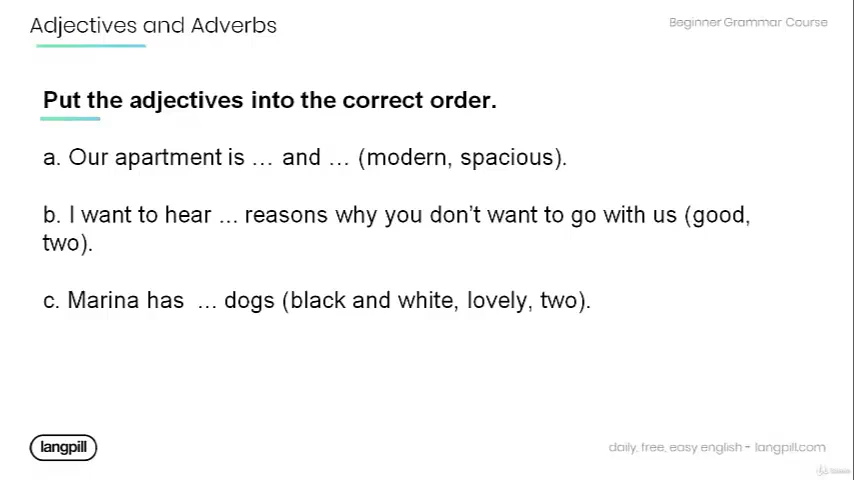 Adjectives and Adverbs
Beginner Grammar Course
Put the adjectives into the correct order.
a. Our apartment is … and … (modern, spacious).
b. I want to hear ... reasons why you don’t want to go with us (good,
two).
c. Marina has ... dogs (black and white, lovely, two).
langpill
daily, free, easy english - langpill.com